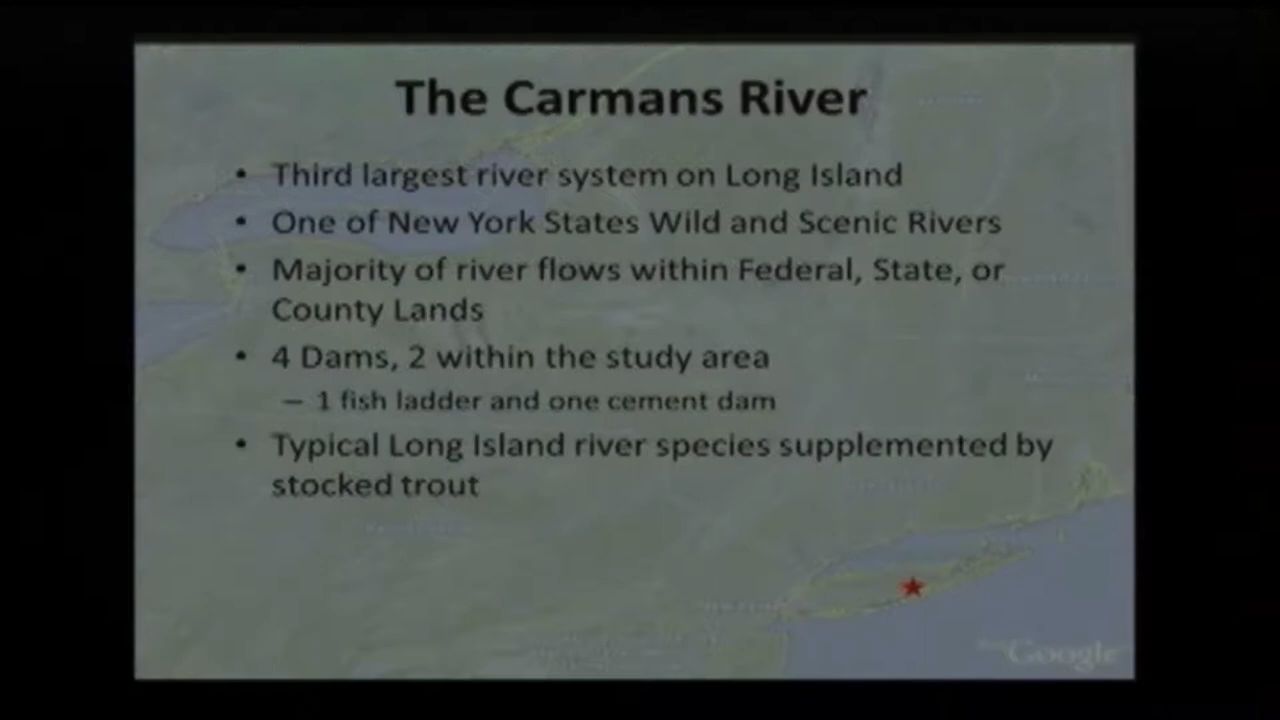 The Carmans River
• Third largest river system on Long Island
• One of New York States Wild and Scenic Rivers
• Majority of river flows within Federal, State, or
County Lands
• 4 Dams, 2 within the study area
– 1 fish ladder and one cement dam
• Typical Long Island river species supplemented by
stocked trout
Google